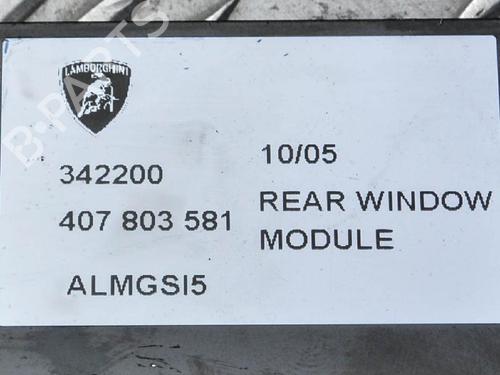 LAMBORGHINI
B-PARTS
342200
10/05
407 803 581
REAR WINDOW
MODULE
ALMGSI5